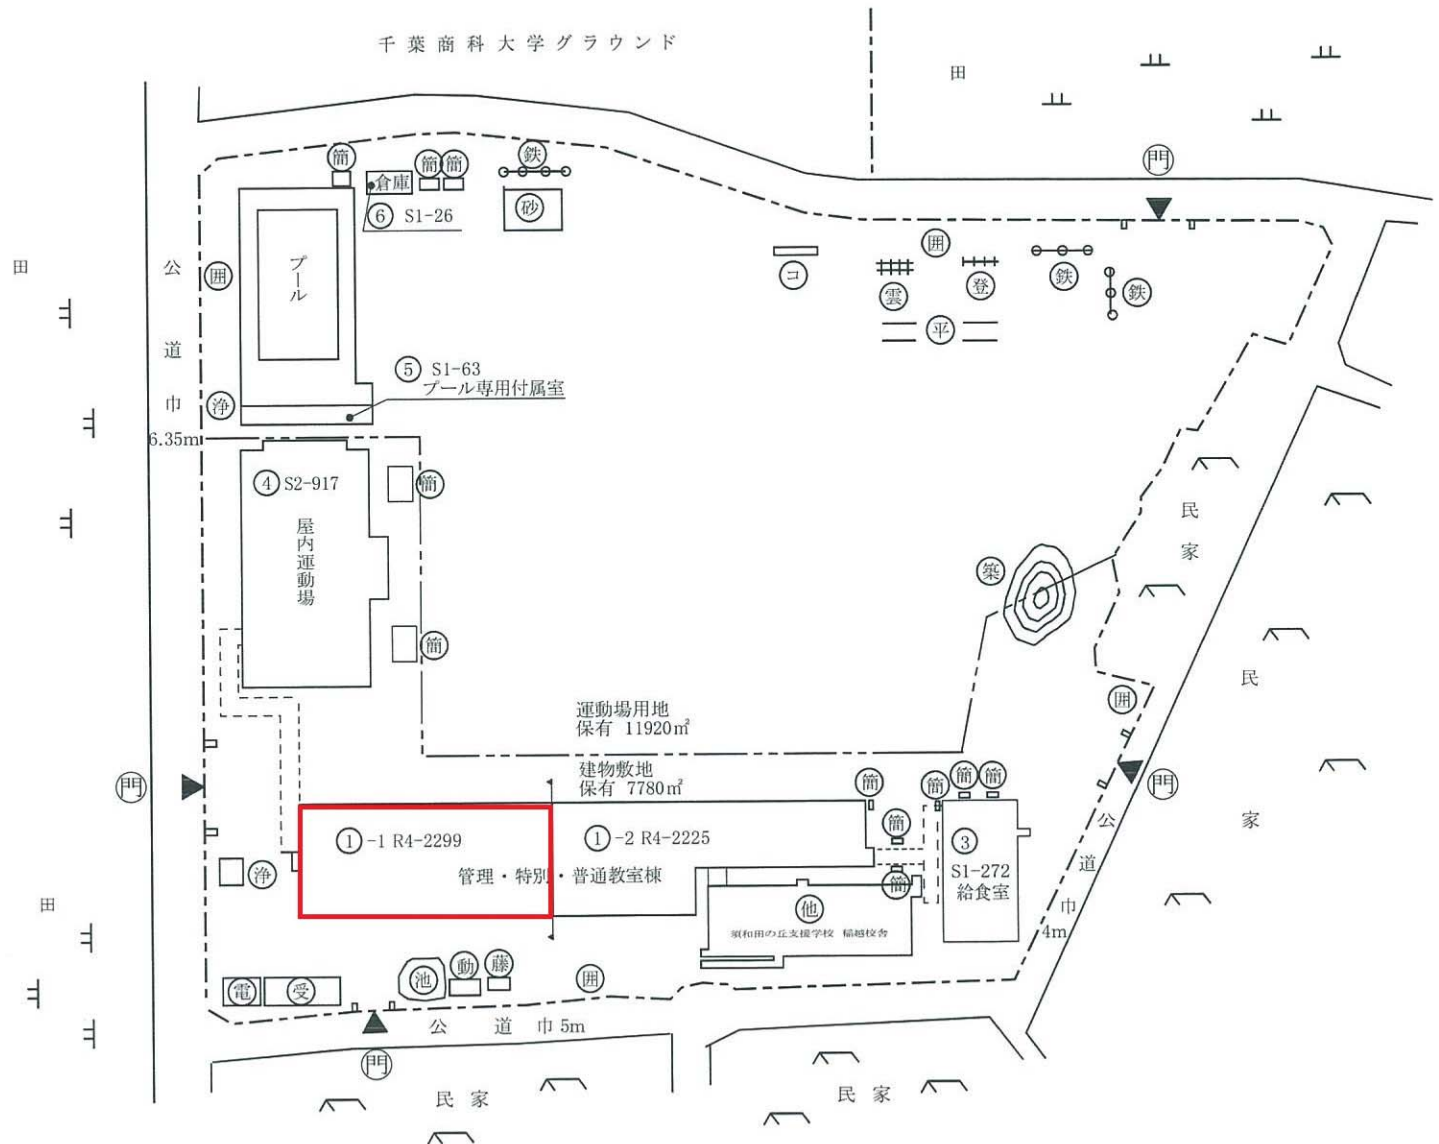 千葉商科大学グラウンド
田
門
簡
倉庫
簡
簡
鉄
砂
⑥ S1-26
田
公道巾
6.35m
囲
プール
コ
囲
雲
登
鉄
鉄
平
⑤ S1-63
プール専用付属室
浄
④ S2-917
屋内運動場
簡
簡
民家
築
民家
囲
運動場用地
保有 11920㎡
建物敷地
保有 7780㎡
門
門
簡
簡
簡
簡
簡
簡
①-1 R4-2299
①-2 R4-2225
管理・特別・普通教室棟
③
S1-272
給食室
公道巾
4m
浄
他
須和田の丘支援学校 稲越校舎
田
電
受
池
動
藤
囲
公道巾 5m
門
民家
民家